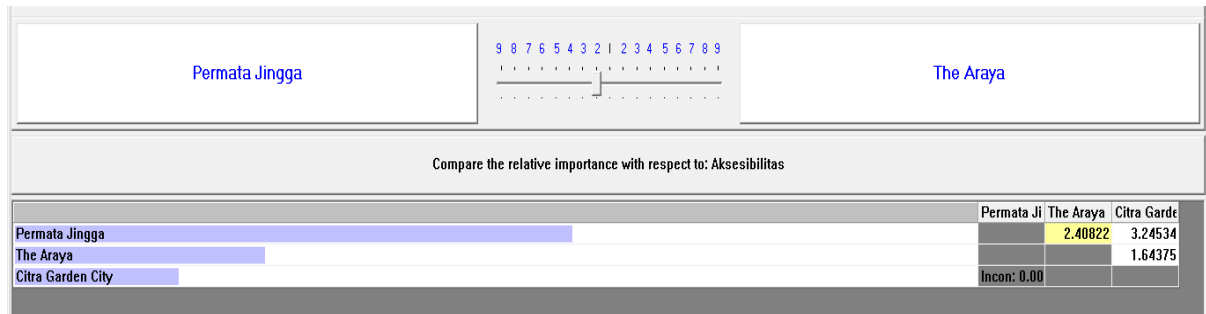 9 8 7 6 5 4 3 2 1 2 3 4 5 6 7 8 9
Permata Jingga
The Araya
Compare the relative importance with respect to: Aksesibilitas
Permata Ji The Araya Citra Garde
Permata Jingga 2.40822 3.24534
The Araya 1.64375
Citra Garden City Incon: 0.00